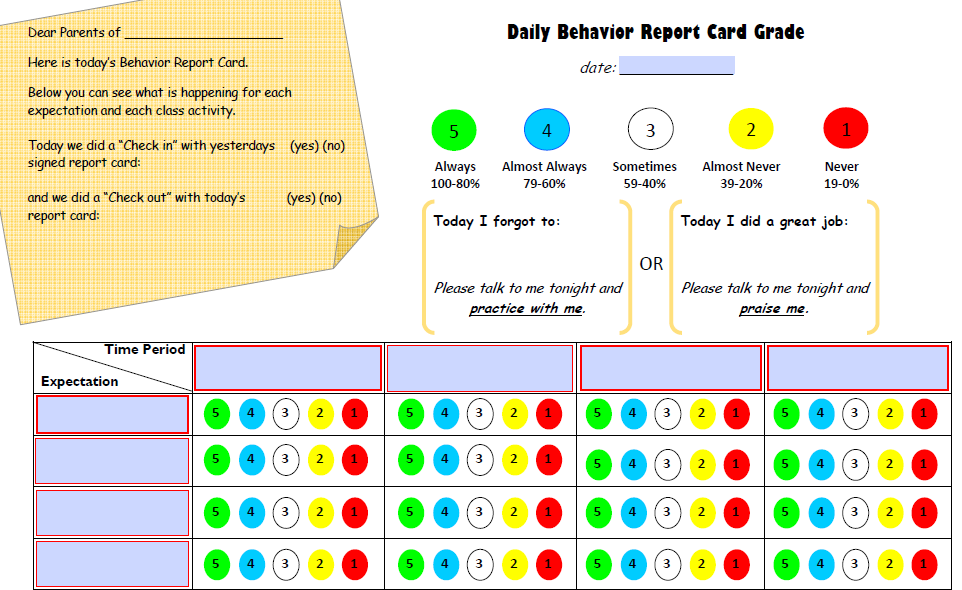 Dear Parents of ____________________
Here is today's Behavior Report Card.
Below you can see what is happening for each
expectation and each class activity.
Today we did a "Check in" with yesterdays (yes) (no)
signed report card:
and we did a "Check out" with today's (yes) (no)
report card:
Daily Behavior Report Card Grade
date:
5 4 3 2 1
Always Almost Always Sometimes Almost Never Never
100-80% 79-60% 59-40% 39-20% 19-0%
Today I forgot to:
Please talk to me tonight and
practice with me.
OR
Today I did a great job:
Please talk to me tonight and
praise me.
Time Period
Expectation
5 4 3 2 1 5 4 3 2 1 5 4 3 2 1 5 4 3 2 1
5 4 3 2 1 5 4 3 2 1 5 4 3 2 1 5 4 3 2 1
5 4 3 2 1 5 4 3 2 1 5 4 3 2 1 5 4 3 2 1
5 4 3 2 1 5 4 3 2 1 5 4 3 2 1 5 4 3 2 1